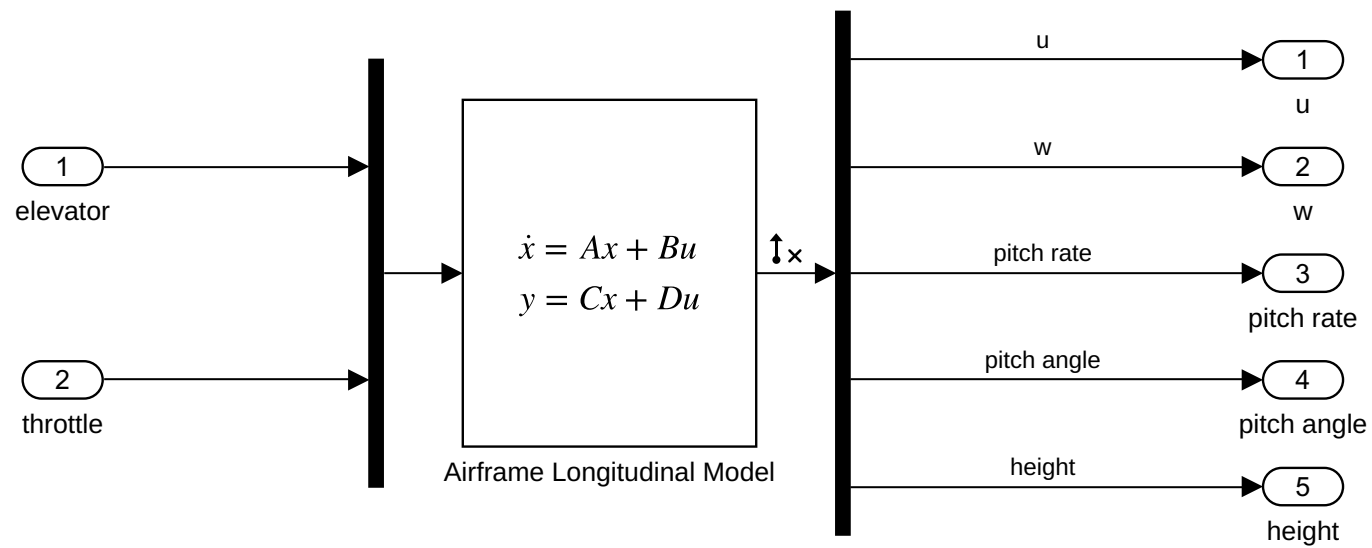 1
elevator
2
throttle
ẋ = Ax + Bu
y = Cx + Du
Airframe Longitudinal Model
u
1
u
w
2
w
pitch rate
3
pitch rate
pitch angle
4
pitch angle
height
5
height